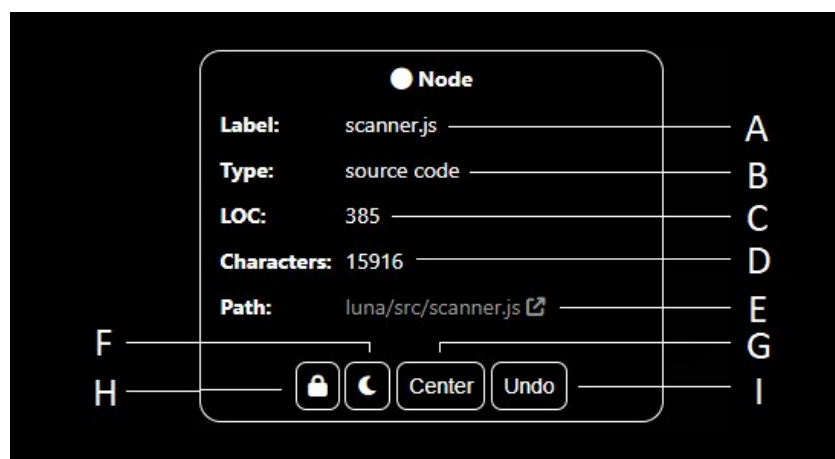 Node
Label: scanner.js A
Type: source code B
LOC: 385 C
Characters: 15916 D
Path: luna/src/scanner.js E
F G
H Center Undo I